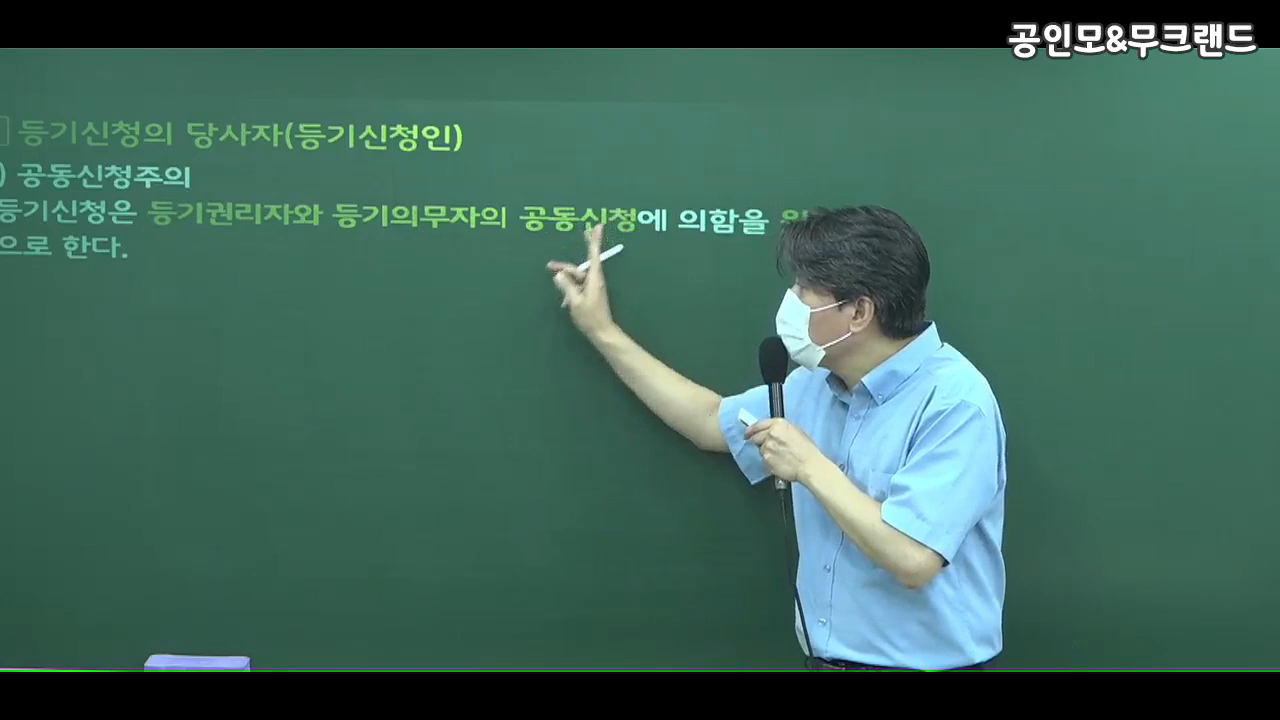 공인모&무크랜드
등기신청의 당사자(등기신청인)
) 공동신청주의
등기신청은 등기권리자와 등기의무자의 공동신청에 의함을
으로 한다.